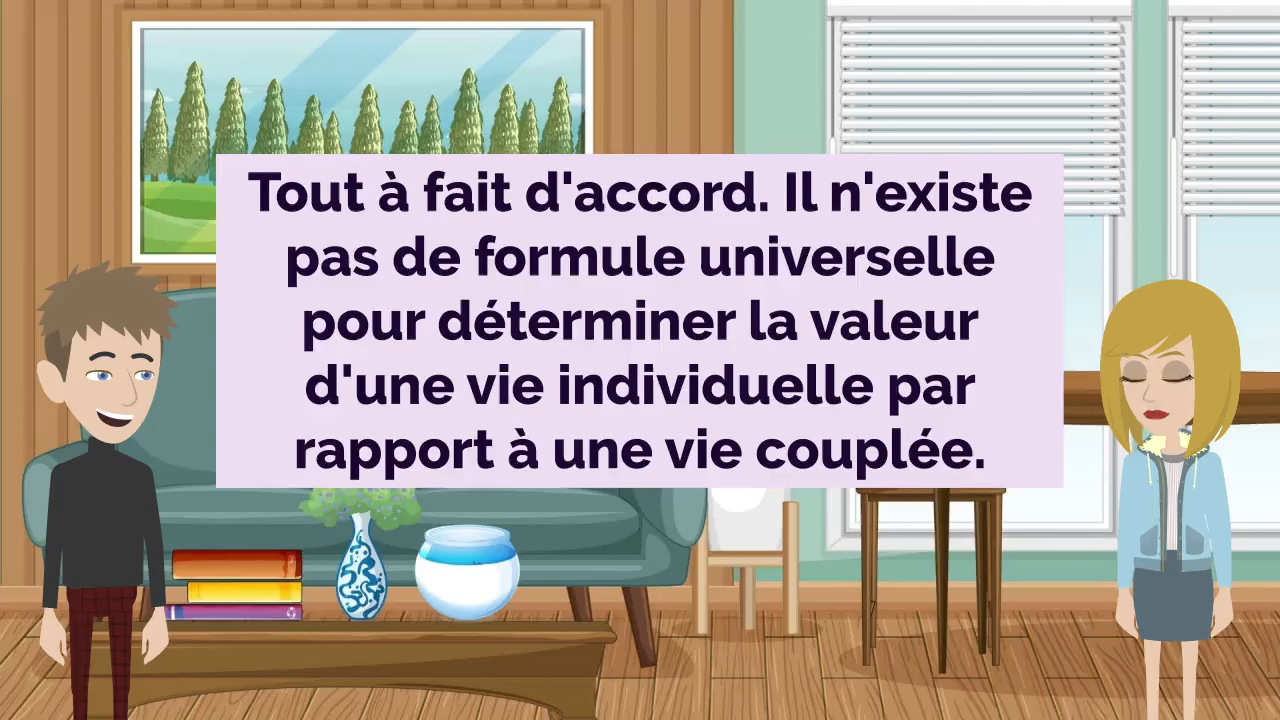 Tout à fait d'accord. Il n'existe
pas de formule universelle
pour déterminer la valeur
d'une vie individuelle par
rapport à une vie couplée.